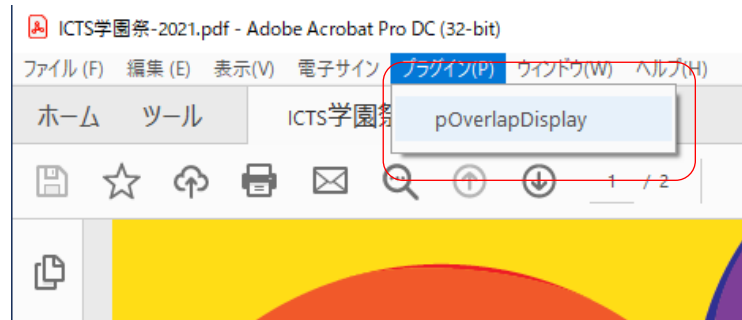 ICTS学園祭-2021.pdf - Adobe Acrobat Pro DC (32-bit)
ファイル(F) 編集(E) 表示(V) 電子サイン プラグイン(P) ウィンドウ(W) ヘルプ(H)
ホーム ツール ICTS学園
pOverlapDisplay
1 / 2